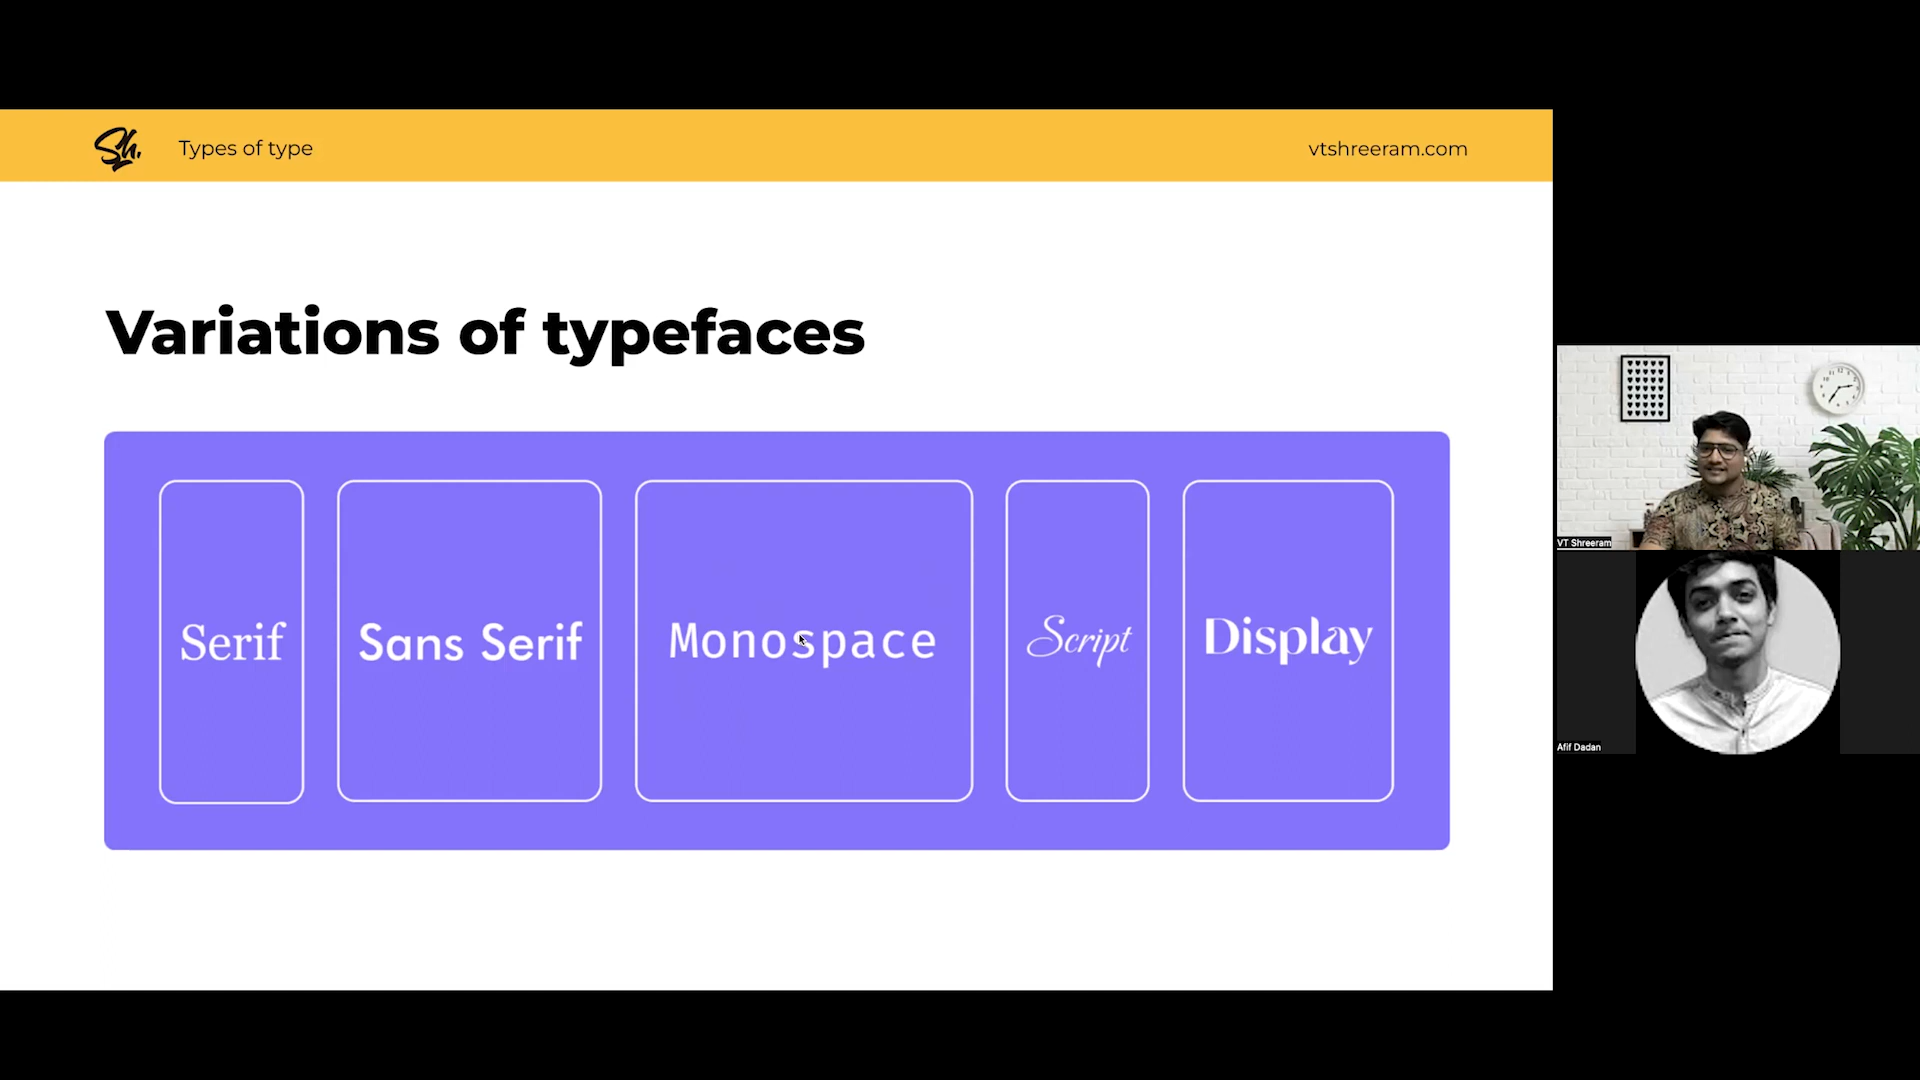 Sh.
Types of type
vtshreeram.com
Variations of typefaces
Serif
Sans Serif
Monospace
Script
Display
VT Shreeram
Afif Dadan